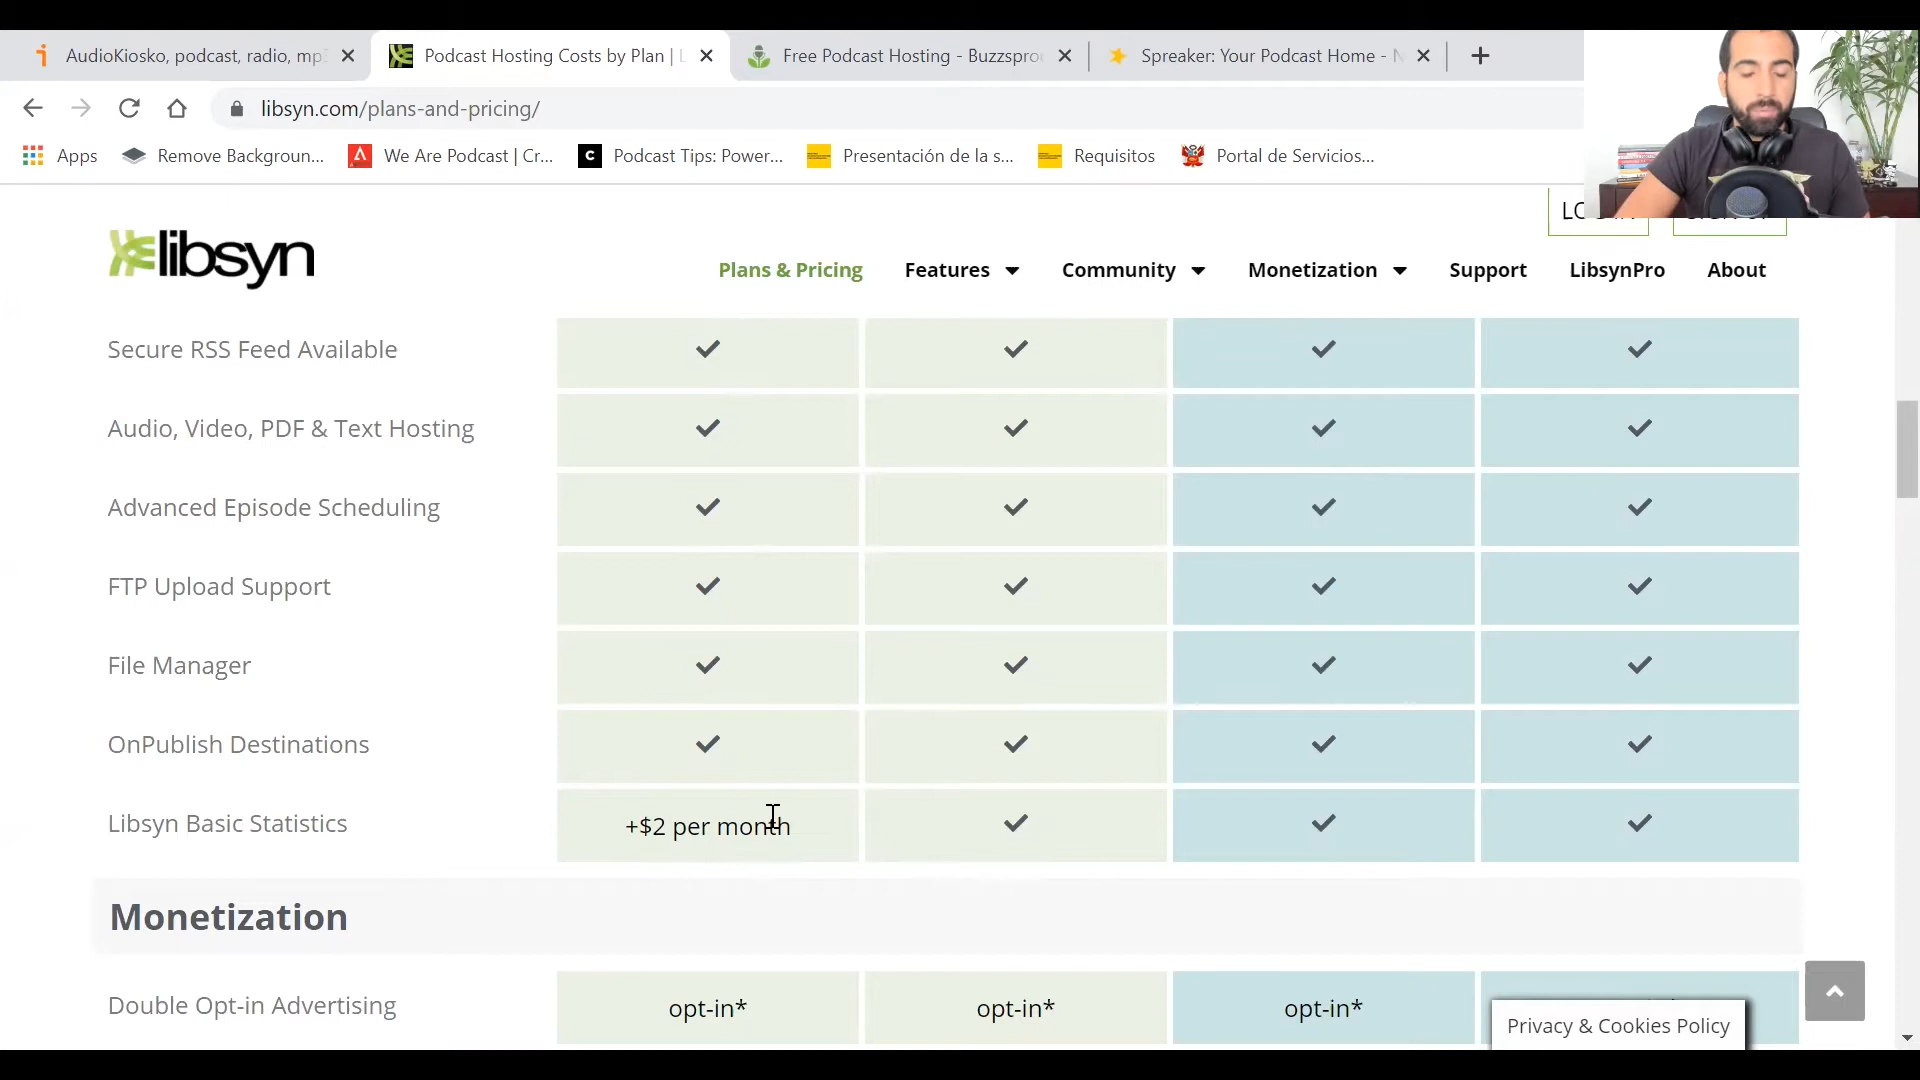 AudioKiosko, podcast, radio, mp
Podcast Hosting Costs by Plan |
Free Podcast Hosting - Buzzspro
Spreaker: Your Podcast Home -
libsyn.com/plans-and-pricing/
Apps
Remove Backgroun...
We Are Podcast | Cr...
Podcast Tips: Power...
Presentación de la s...
Requisitos
Portal de Servicios...
libsyn
Plans & Pricing
Features
Community
Monetization
Support
LibsynPro
About
Secure RSS Feed Available
Audio, Video, PDF & Text Hosting
Advanced Episode Scheduling
FTP Upload Support
File Manager
OnPublish Destinations
Libsyn Basic Statistics
+$2 per month
Monetization
Double Opt-in Advertising
opt-in*
opt-in*
opt-in*
Privacy & Cookies Policy